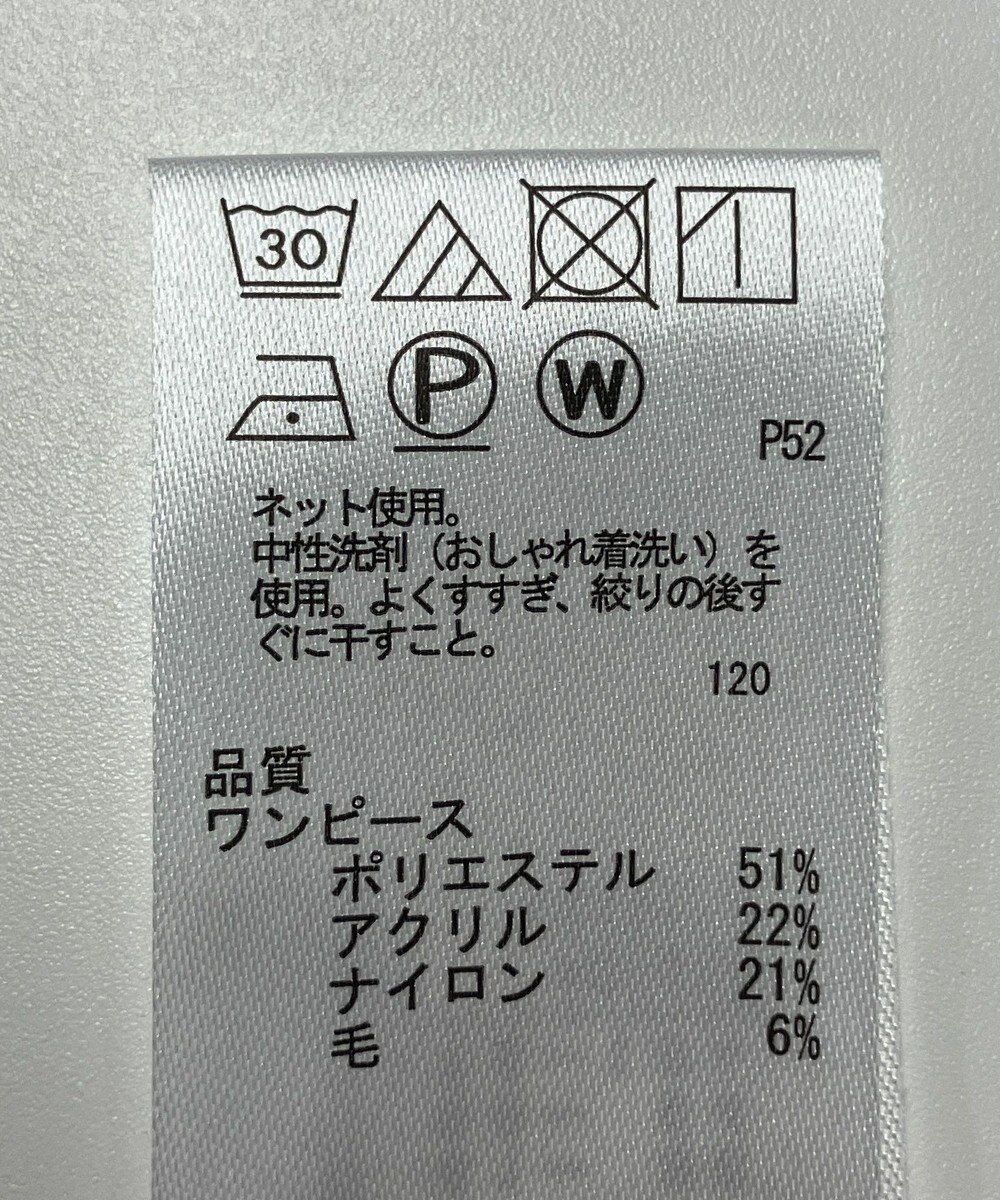 30
P W
P52
ネット使用。
中性洗剤（おしゃれ着洗い）を
使用。よくすすぎ、絞りの後す
ぐに干すこと。
120
品質
ワンピース
ポリエステル 51%
アクリル 22%
ナイロン 21%
毛 6%